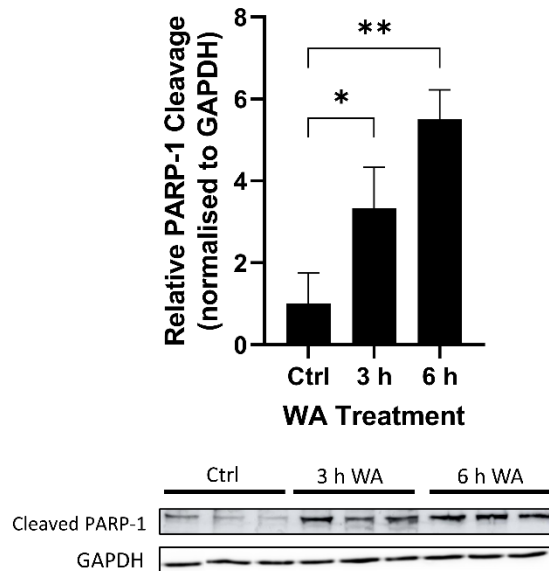 **
*
8
6
4
2
0
Relative PARP-1 Cleavage
(normalised to GAPDH)
Ctrl 3 h 6 h
WA Treatment
Ctrl 3 h WA 6 h WA
Cleaved PARP-1
GAPDH